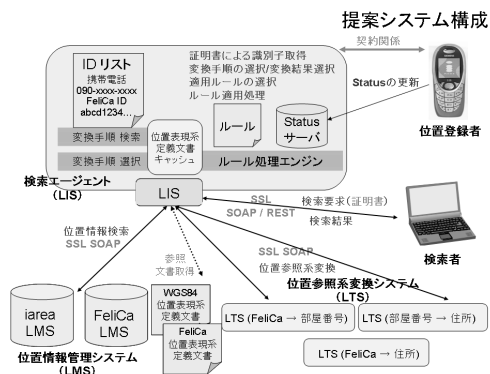 提案システム構成
IDリスト
携帯電話
090-xxxx-xxxx
FeliCa ID
abcd1234…
証明書による識別子取得
変換手順の選択/変換結果選択
適用ルールの選択
ルール適用処理
契約関係
Statusの更新
位置登録者
ルール
Status
サーバ
変換手順 検索
変換手順 選択
位置表現系
定義文書
キャッシュ
ルール処理エンジン
検索エージェント
（LIS）
LIS
SSL
SOAP / REST
検索要求(証明書)
検索結果
検索者
位置情報検索
SSL SOAP
参照
文書取得
SSL SOAP
位置参照系変換
位置参照系変換システム
（LTS）
iarea
LMS
FeliCa
LMS
WGS84
位置表現系
定義文書
FeliCa
位置表現系
定義文書
LTS (FeliCa → 部屋番号)
LTS (部屋番号 → 住所)
LTS (FeliCa → 住所)
位置情報管理システム
（LMS）